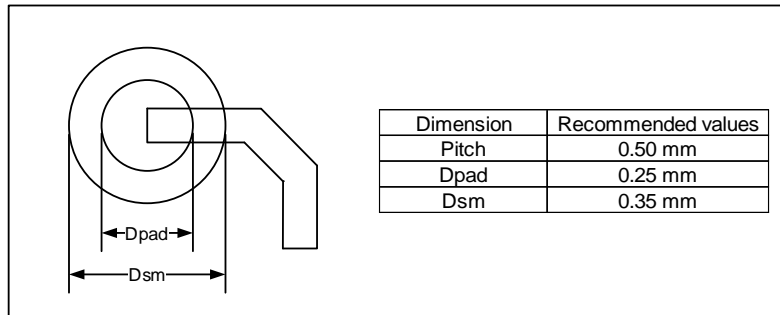 Dimension Recommended values
Pitch 0.50 mm
Dpad 0.25 mm
Dsm 0.35 mm
Dpad
Dsm